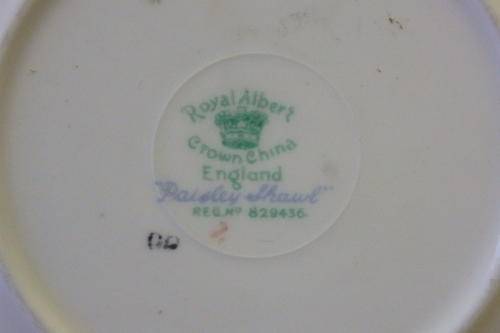 Royal Albert
Crown China
England
"Paisley Shawl"
REG. No 829436.